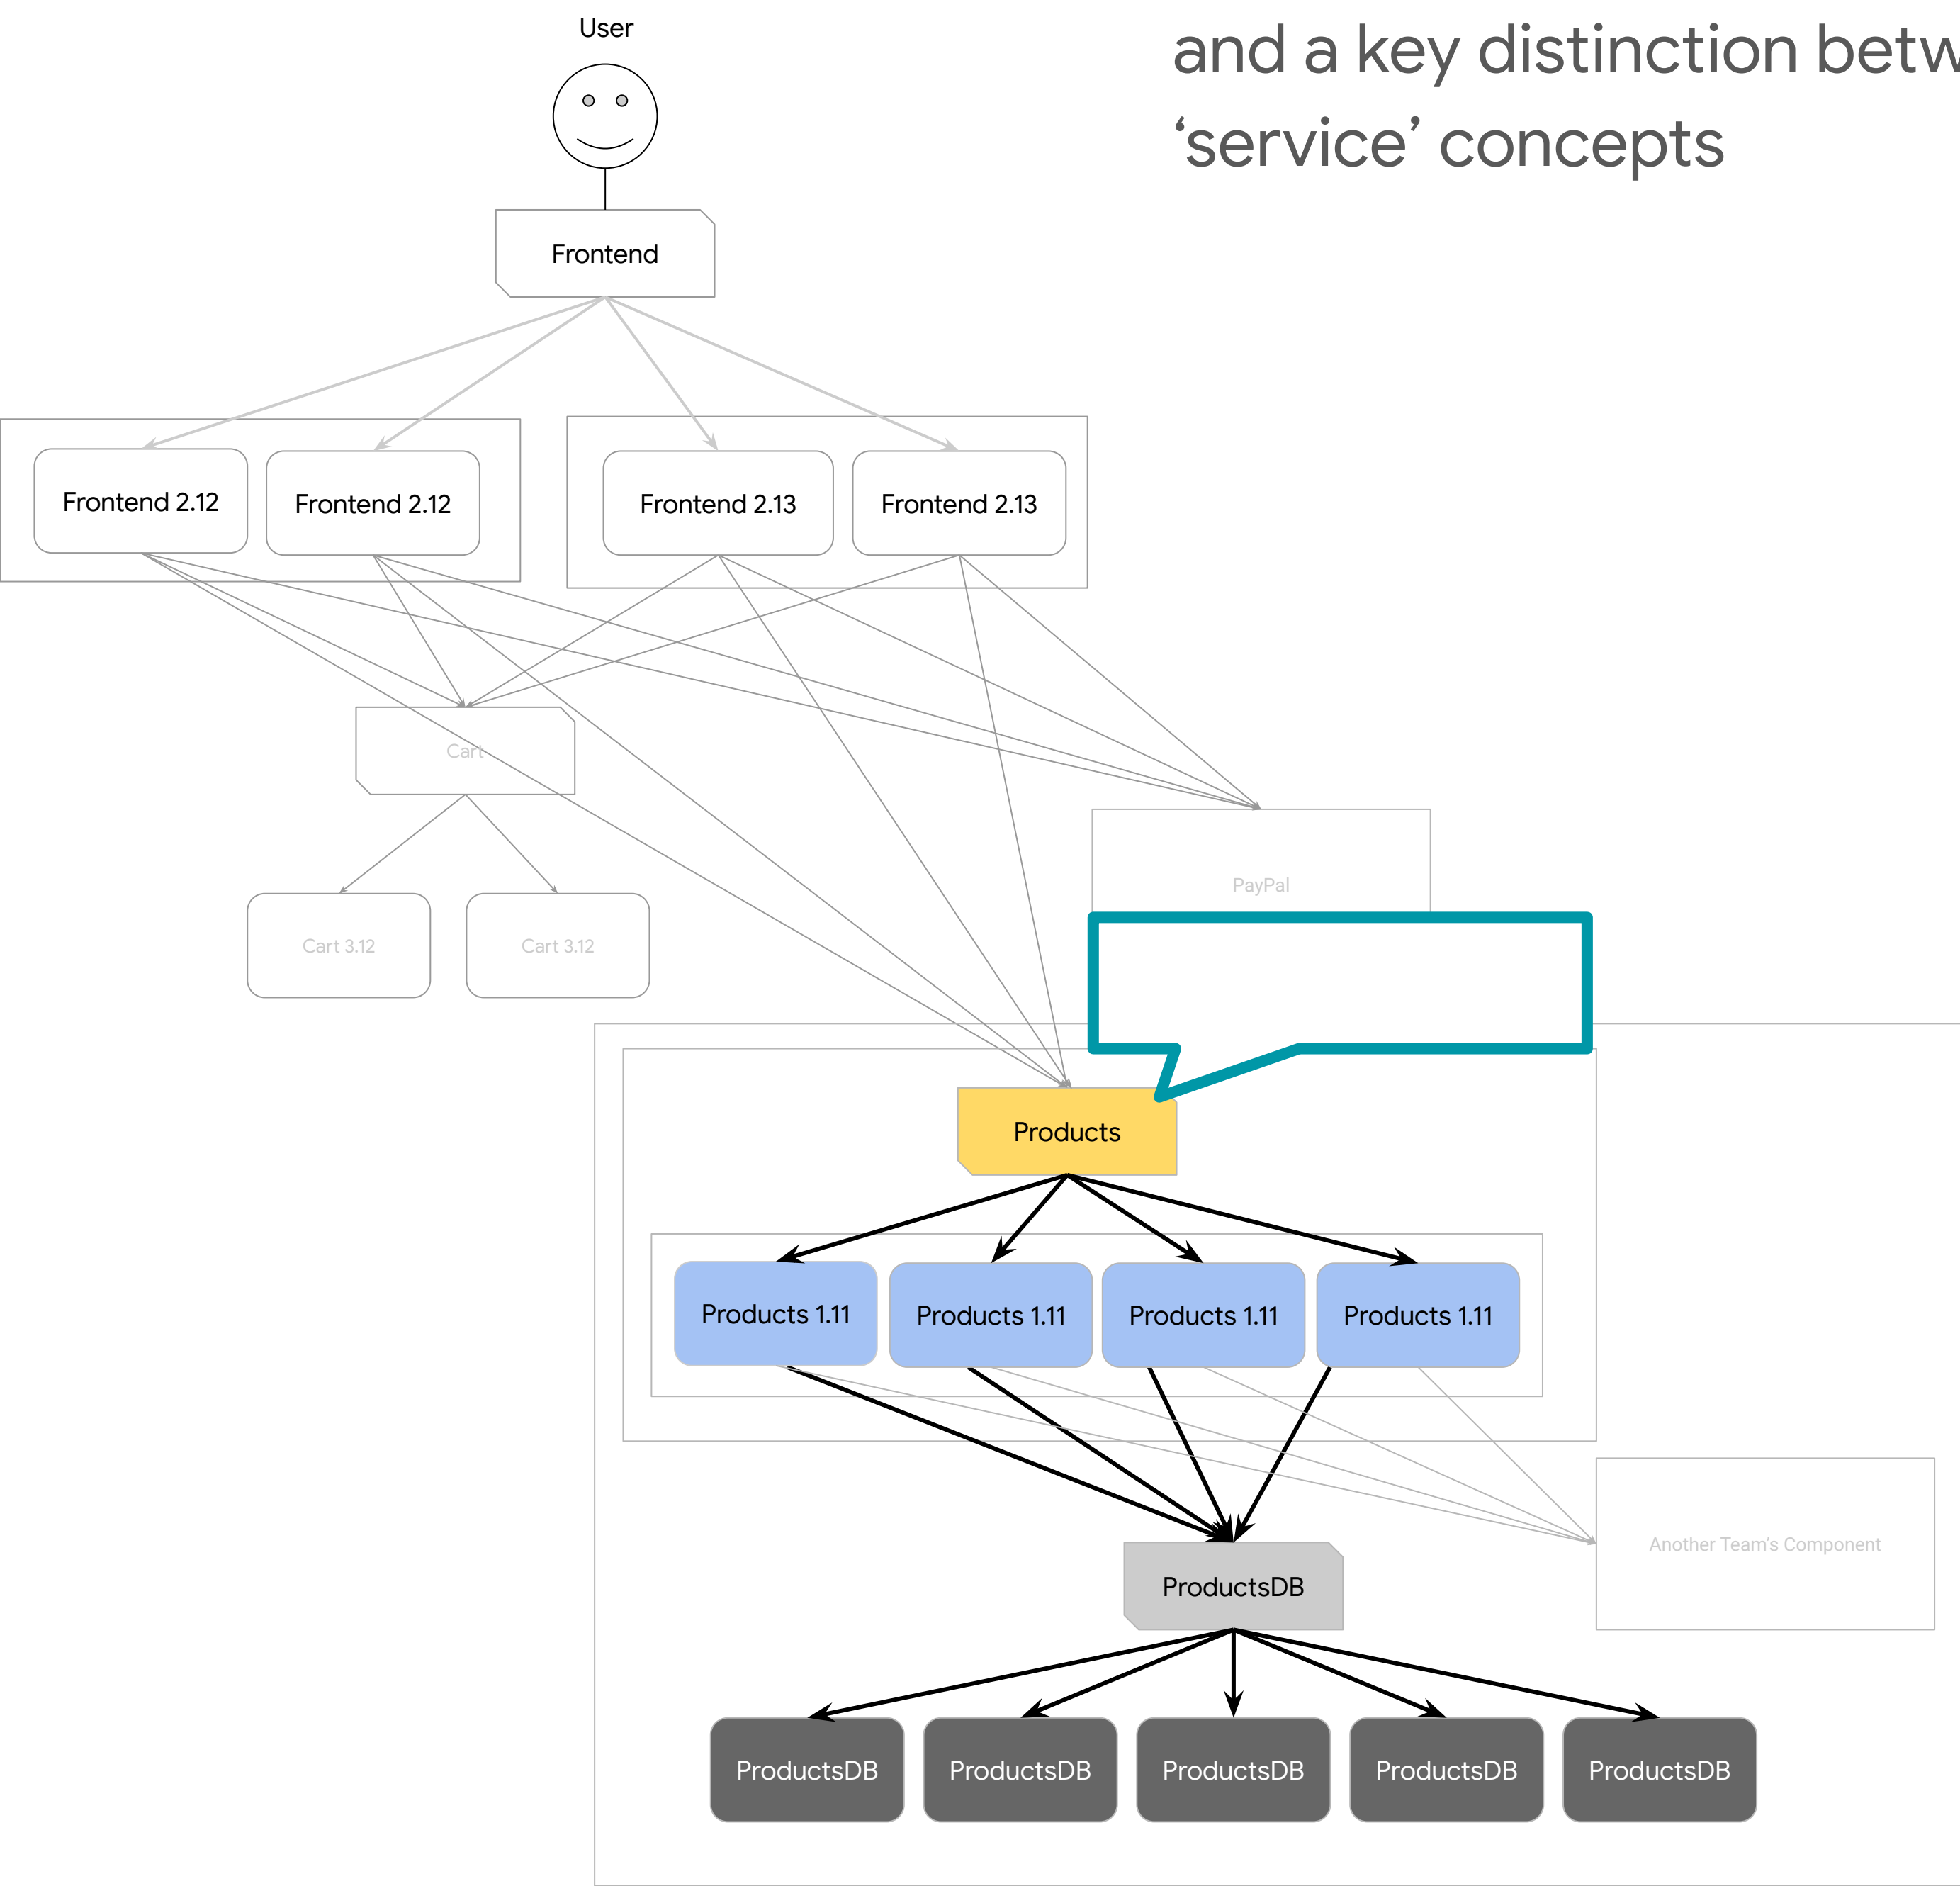 User
and a key distinction
‘service’ concepts
Frontend
Frontend 2.12
Frontend 2.12
Frontend 2.13
Frontend 2.13
Cart
PayPal
Cart 3.12
Cart 3.12
Products
Products 1.11
Products 1.11
Products 1.11
Products 1.11
Another Team’s Component
ProductsDB
ProductsDB
ProductsDB
ProductsDB
ProductsDB
ProductsDB